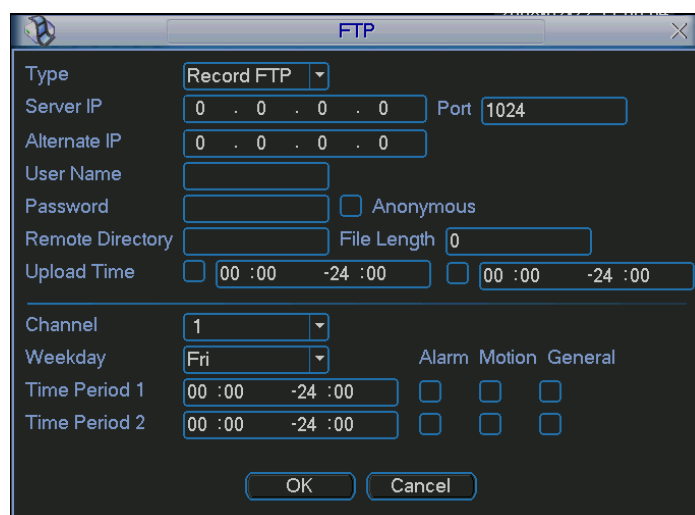 FTP
Type Record FTP
Server IP 0 . 0 . 0 . 0 Port 1024
Alternate IP 0 . 0 . 0 . 0
User Name
Password Anonymous
Remote Directory File Length 0
Upload Time 00 :00 -24 :00 00 :00 -24 :00
Channel 1
Weekday Fri Alarm Motion General
Time Period 1 00 :00 -24 :00
Time Period 2 00 :00 -24 :00
OK Cancel